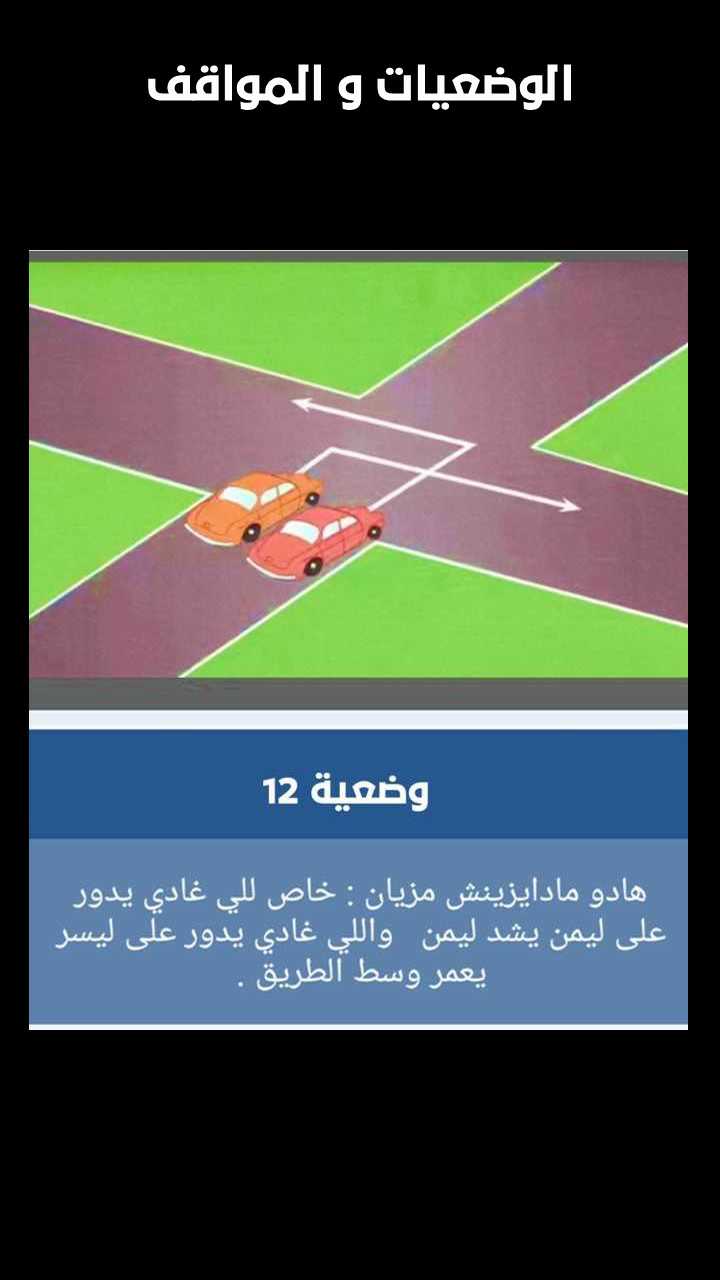 الوضعيات و المواقف
وضعية 12
هادو مادايزينش مزيان : خاص للي غادي يدور
على ليمن يشد ليمن واللي غادي يدور على ليسر
يعمر وسط الطريق .